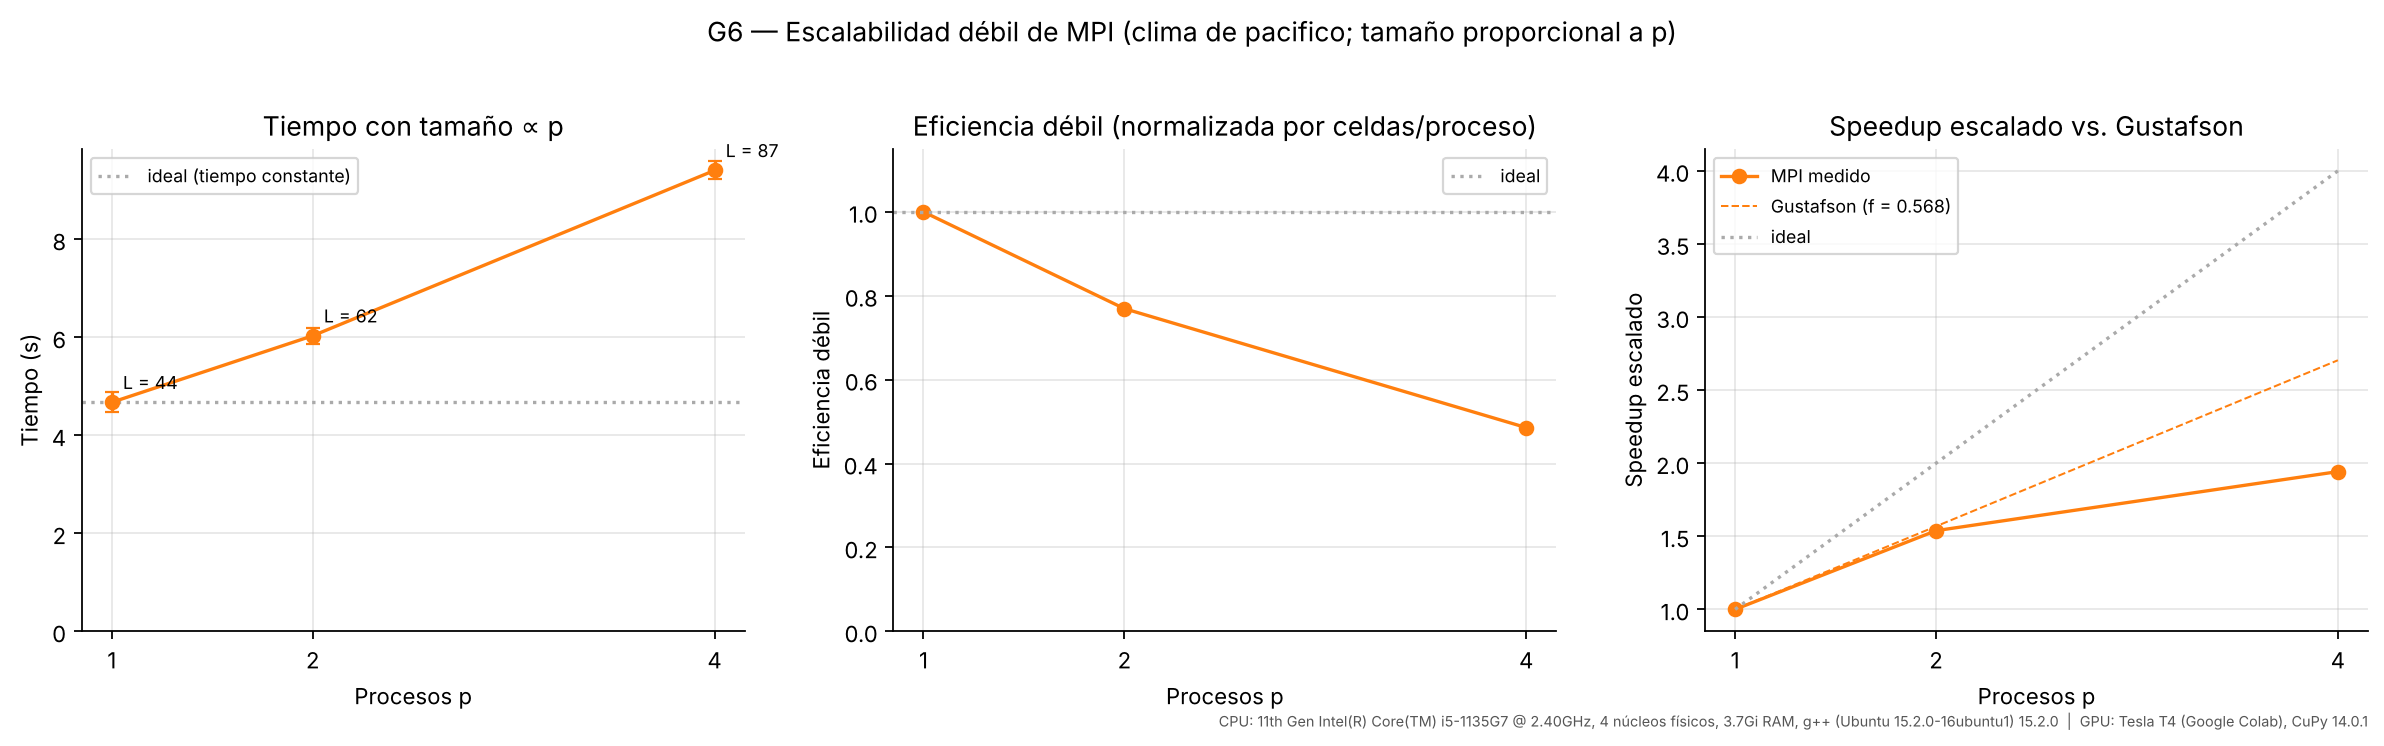 G6 — Escalabilidad débil de MPI (clima de pacifico; tamaño proporcional a p)
Tiempo con tamaño ∝ p
ideal (tiempo constante)
L = 44
L = 62
L = 87
Tiempo (s)
0
2
4
6
8
1
2
4
Procesos p
Eficiencia débil (normalizada por celdas/proceso)
ideal
Eficiencia débil
0.0
0.2
0.4
0.6
0.8
1.0
1
2
4
Procesos p
Speedup escalado vs. Gustafson
MPI medido
Gustafson (f = 0.568)
ideal
Speedup escalado
1.0
1.5
2.0
2.5
3.0
3.5
4.0
1
2
4
Procesos p
CPU: 11th Gen Intel(R) Core(TM) i5-1135G7 @ 2.40GHz, 4 núcleos físicos, 3.7Gi RAM, g++ (Ubuntu 15.2.0-16ubuntu1) 15.2.0 | GPU: Tesla T4 (Google Colab), CuPy 14.0.1